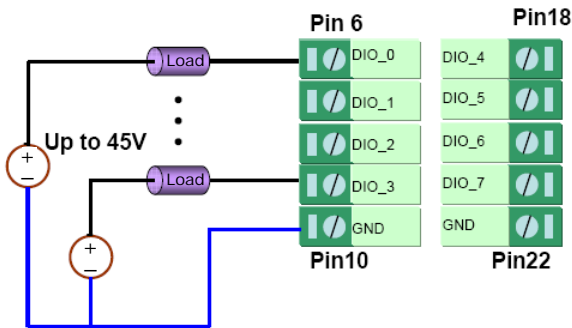 Pin 6
Pin18
Load
DIO_0
DIO_4
DIO_1
DIO_5
Up to 45V
DIO_2
DIO_6
Load
DIO_3
DIO_7
GND
GND
Pin10
Pin22
+
−
+
−